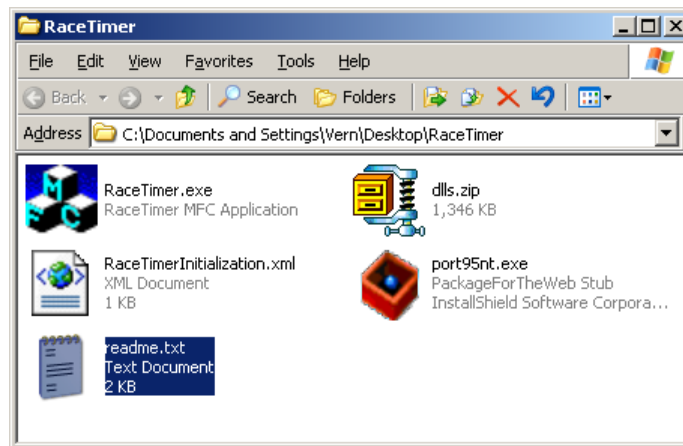 RaceTimer
File Edit View Favorites Tools Help
Back Search Folders
Address C:\Documents and Settings\Vern\Desktop\RaceTimer
RaceTimer.exe
RaceTimer MFC Application
dlls.zip
1,346 KB
RaceTimerInitialization.xml
XML Document
1 KB
port95nt.exe
PackageForTheWeb Stub
InstallShield Software Corpora...
readme.txt
Text Document
2 KB
M
F C